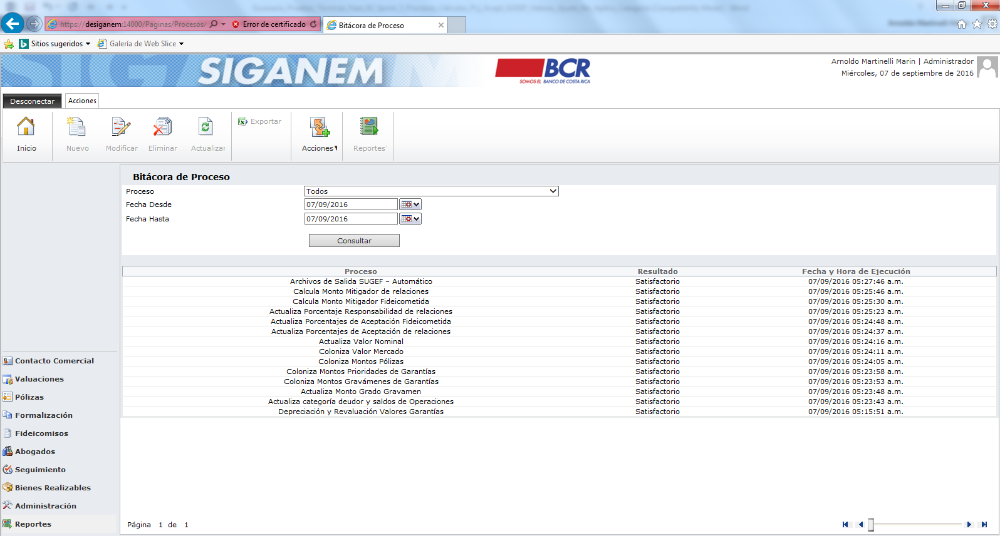 https://desiganem:14000/Paginas/Procesos/ Error de certificado Bitácora de Proceso
Sitios sugeridos Galería de Web Slice
SIGANEM
BCR
SOMOS EL BANCO DE COSTA RICA
Arnoldo Martinelli Marin | Administrador
Miércoles, 07 de septiembre de 2016
Desconectar Acciones
Inicio Nuevo Modificar Eliminar Actualizar Exportar Acciones Reportes
Bitácora de Proceso
Proceso Todos
Fecha Desde 07/09/2016
Fecha Hasta 07/09/2016
Consultar
Proceso Resultado Fecha y Hora de Ejecución
Archivos de Salida SUGEF – Automático Satisfactorio 07/09/2016 05:27:46 a.m.
Calcula Monto Mitigador de relaciones Satisfactorio 07/09/2016 05:25:46 a.m.
Calcula Monto Mitigador Fideicometida Satisfactorio 07/09/2016 05:25:30 a.m.
Actualiza Porcentaje Responsabilidad de relaciones Satisfactorio 07/09/2016 05:25:23 a.m.
Actualiza Porcentajes de Aceptación Fideicometida Satisfactorio 07/09/2016 05:24:48 a.m.
Actualiza Porcentajes de Aceptación de relaciones Satisfactorio 07/09/2016 05:24:37 a.m.
Actualiza Valor Nominal Satisfactorio 07/09/2016 05:24:16 a.m.
Coloniza Valor Mercado Satisfactorio 07/09/2016 05:24:11 a.m.
Coloniza Montos Pólizas Satisfactorio 07/09/2016 05:24:05 a.m.
Coloniza Montos Prioridades de Garantías Satisfactorio 07/09/2016 05:23:58 a.m.
Coloniza Montos Gravámenes de Garantías Satisfactorio 07/09/2016 05:23:53 a.m.
Actualiza Monto Grado Gravamen Satisfactorio 07/09/2016 05:23:48 a.m.
Actualiza categoría deudor y saldos de Operaciones Satisfactorio 07/09/2016 05:23:43 a.m.
Depreciación y Revaluación Valores Garantías Satisfactorio 07/09/2016 05:15:51 a.m.
Contacto Comercial
Valuaciones
Pólizas
Formalización
Fideicomisos
Abogados
Seguimiento
Bienes Realizables
Administración
Reportes
Página 1 de 1